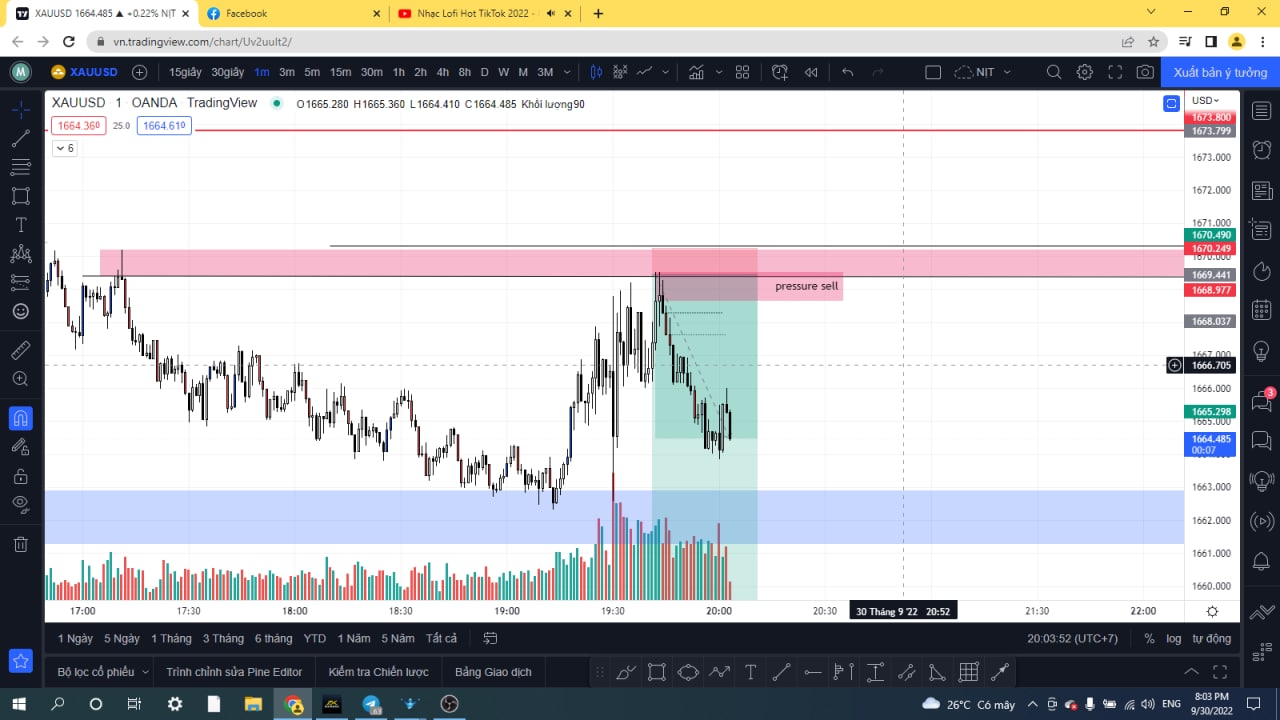 XAUUSD 1664.485 ▲ +0.22% NỊT
Facebook
Nhạc Lofi Hot TikTok 2022 -
vn.tradingview.com/chart/Uv2uuIt2/
M
XAUUSD
15giây 30giây 1m 3m 5m 15m 30m 1h 2h 4h 8h D W M 3M
NỊT
Xuất bản ý tưởng
XAUUSD · 1 · OANDA · TradingView
O1665.280 H1665.360 L1664.410 C1664.485 Khối lượng90
1664.360 25.0 1664.610
6
USD
1673.800
1673.799
1673.000
1672.000
1671.000
1670.490
1670.249
1670.000
1669.441
1668.977
1668.037
1667.000
1666.705
1666.000
1665.298
1665.000
1664.485
00:07
1663.000
1662.000
1661.000
1660.000
pressure sell
3
17:00 17:30 18:00 18:30 19:00 19:30 20:00 20:30 30 Tháng 9 '22 20:52 21:30 22:00
1 Ngày 5 Ngày 1 Tháng 3 Tháng 6 tháng YTD 1 Năm 5 Năm Tất cả
20:03:52 (UTC+7) % log tự động
Bộ lọc cổ phiếu Trình chỉnh sửa Pine Editor Kiểm tra Chiến lược Bảng Giao dịch
26°C Có mây
ENG
8:03 PM
9/30/2022